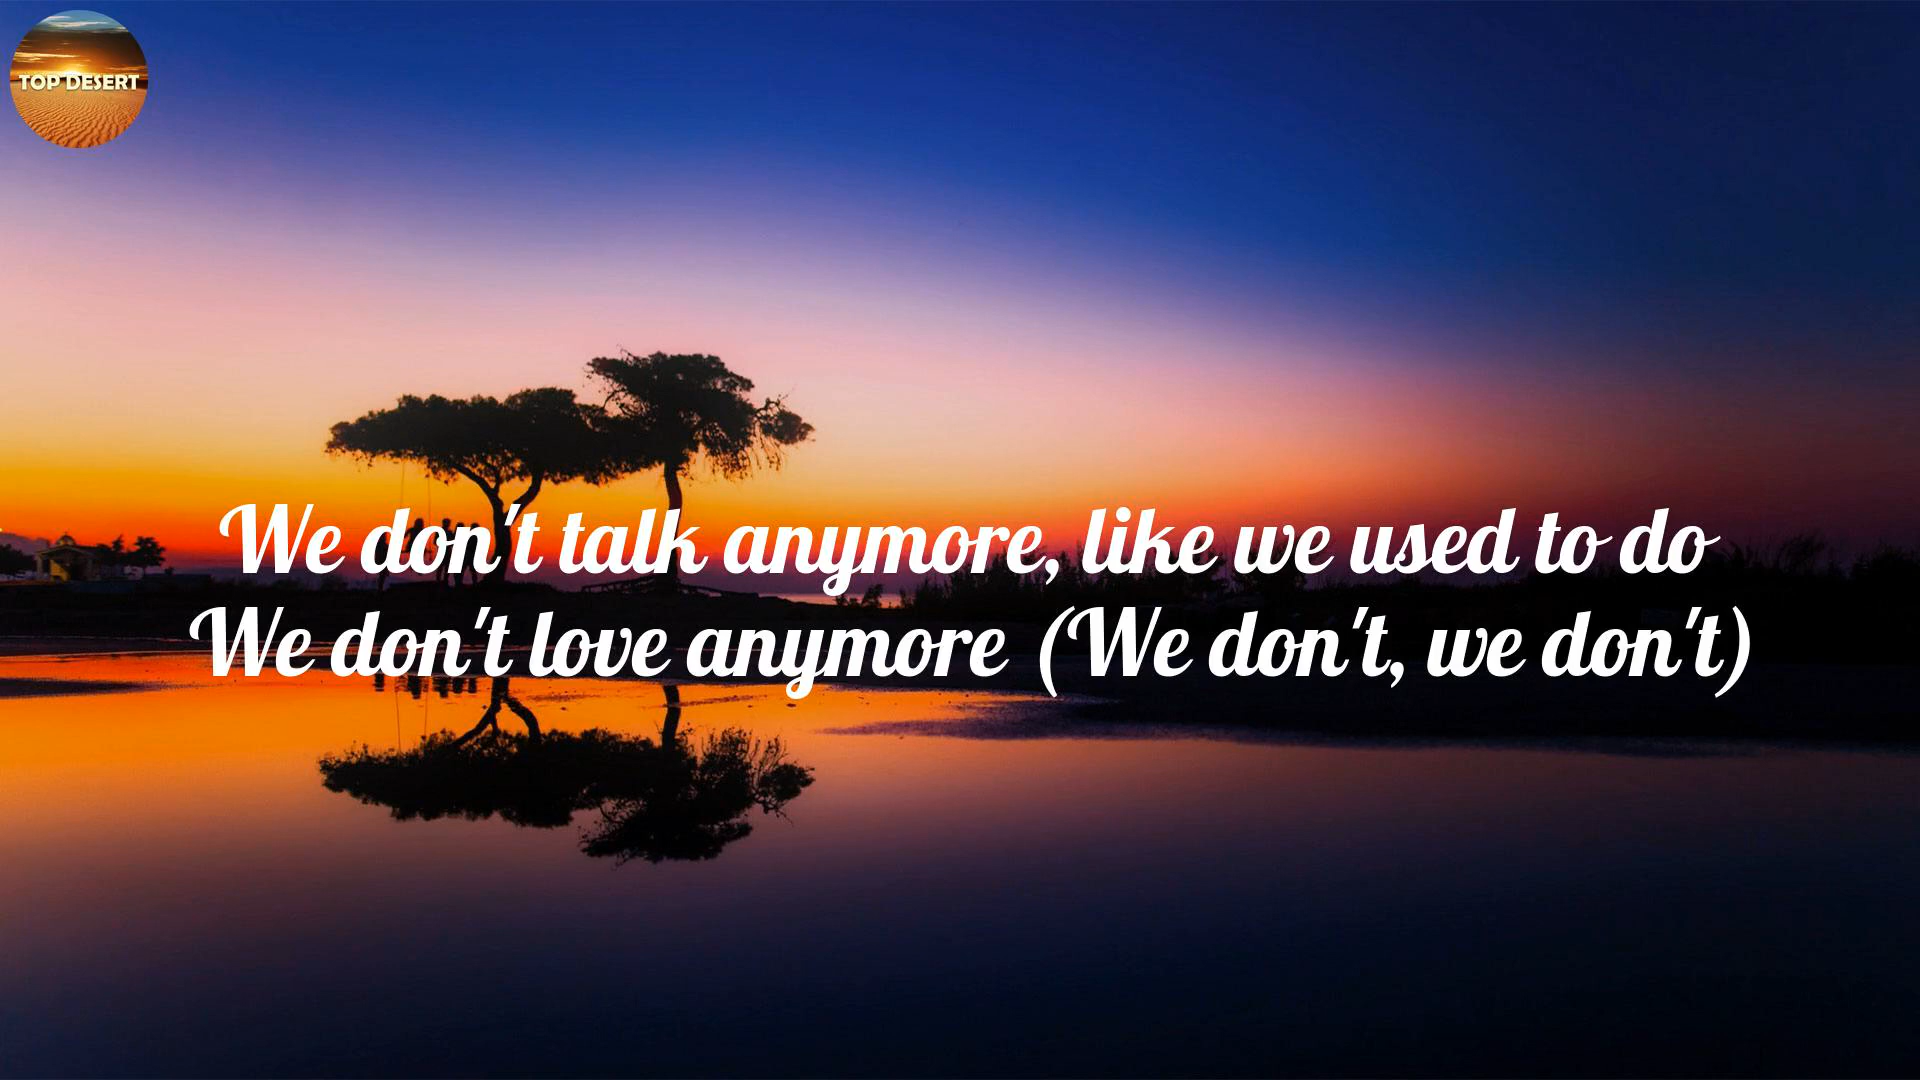 TOP DESERT
We don't talk anymore, like we used to do
We don't love anymore (We don't, we don't)